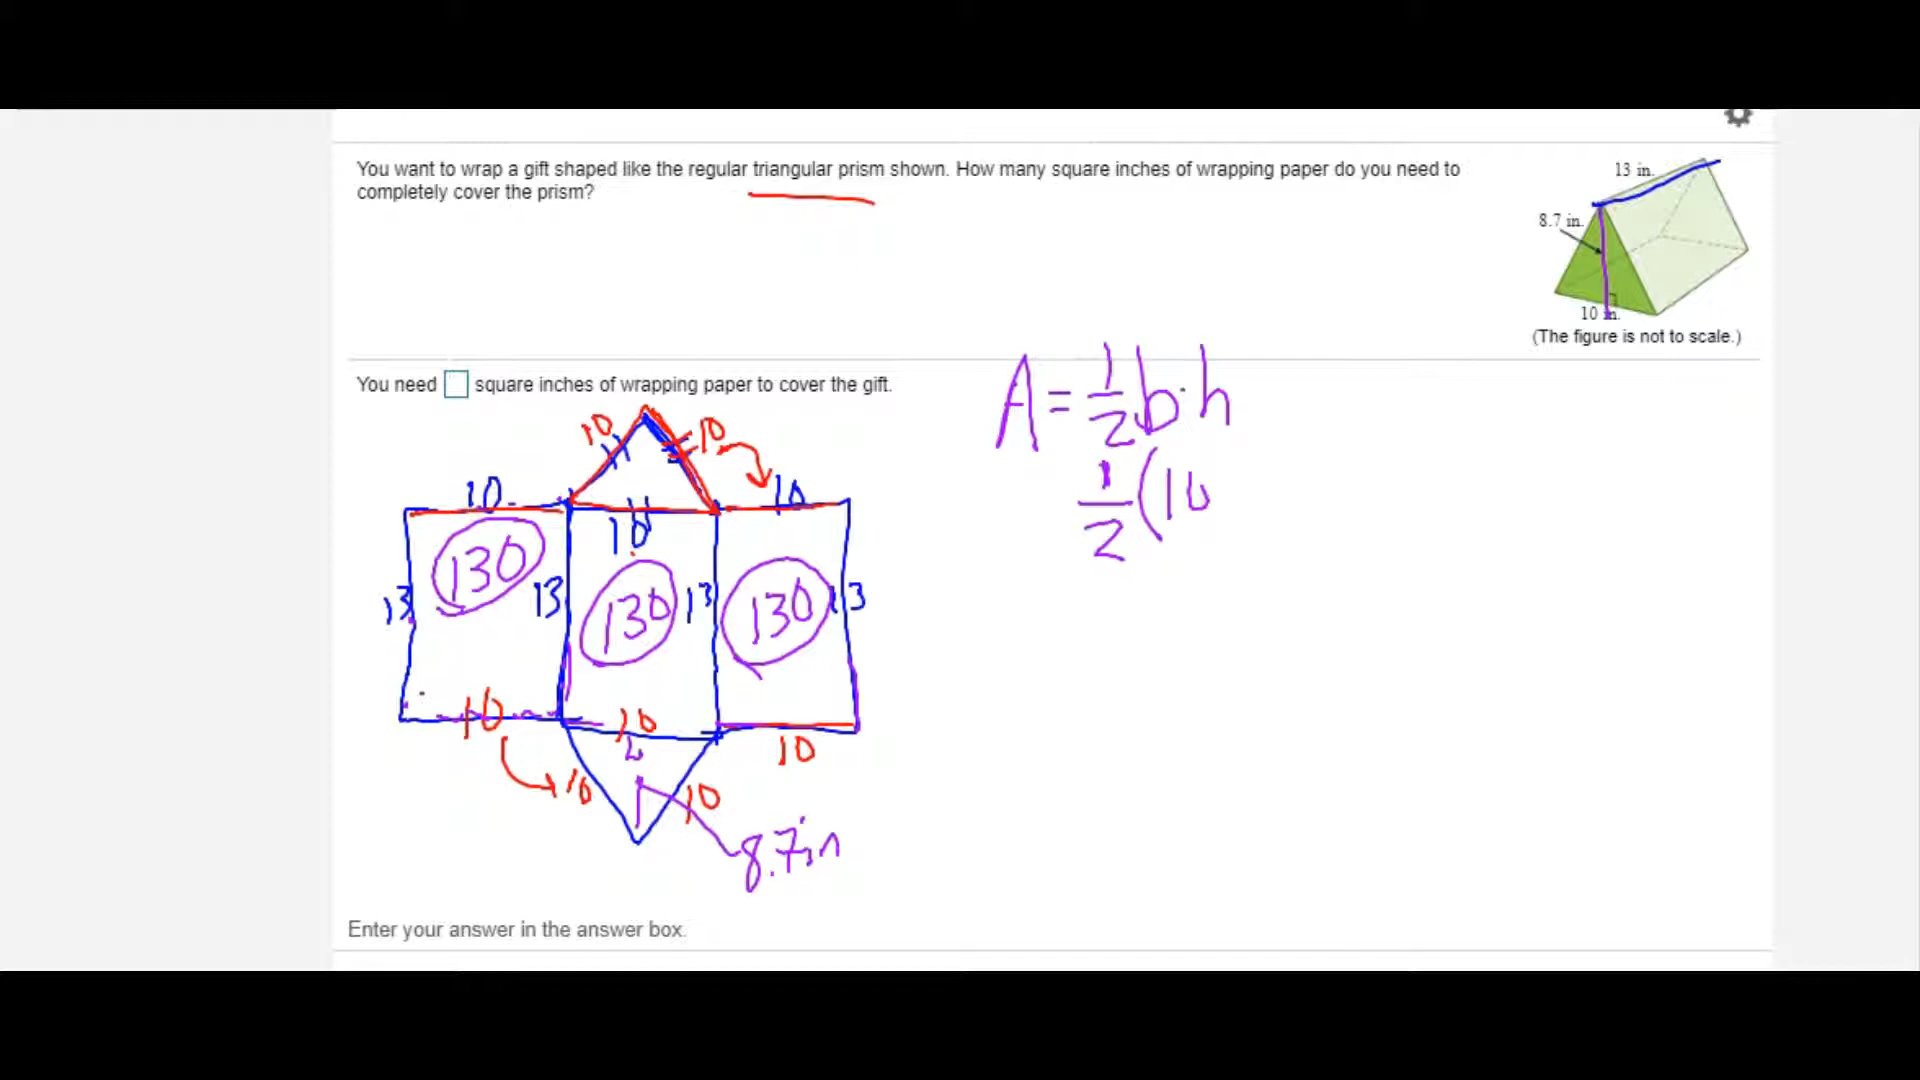 You want to wrap a gift shaped like the regular triangular prism shown. How many square inches of wrapping paper do you need to
completely cover the prism?
13 in.
8.7 in.
10 in.
(The figure is not to scale.)
You need square inches of wrapping paper to cover the gift.
A = 1/2 b · h
1/2 (10
10 10
10 10 10
130 130 130
13 13 13 13
10 10 10
10 10
8.7in
Enter your answer in the answer box.